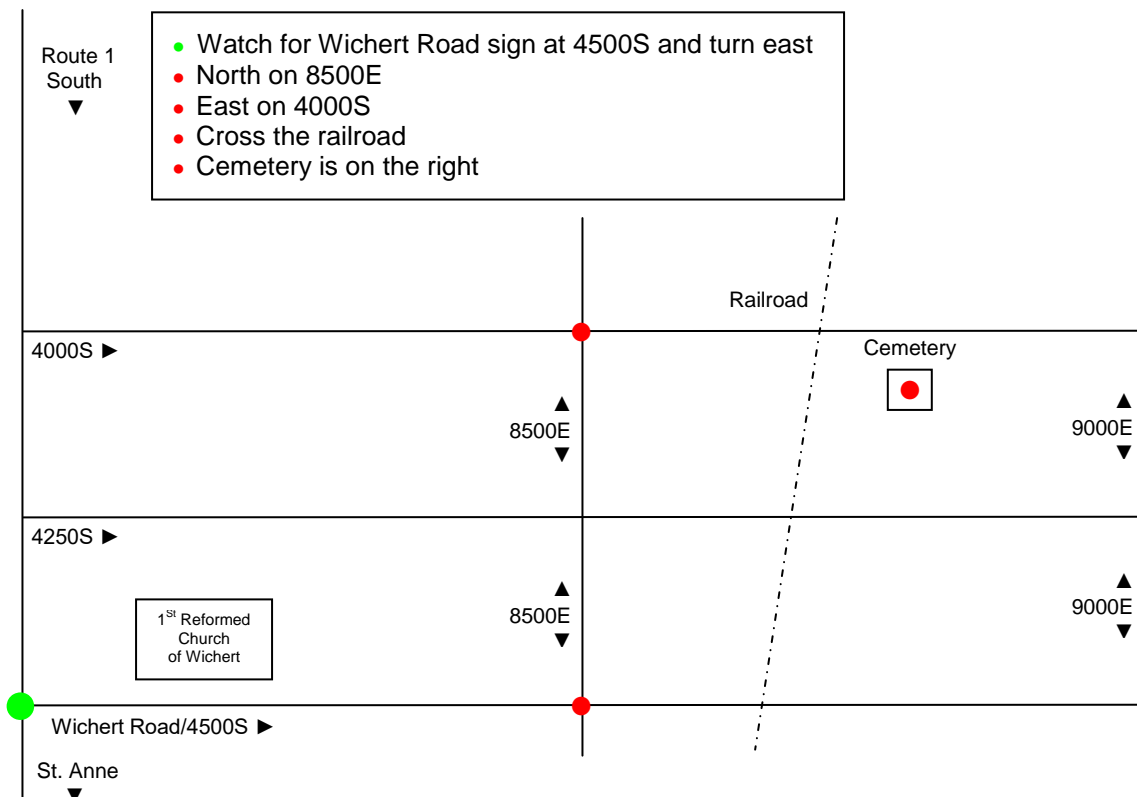 Route 1
South
▼
• Watch for Wichert Road sign at 4500S and turn east
• North on 8500E
• East on 4000S
• Cross the railroad
• Cemetery is on the right
Railroad
4000S ►
Cemetery
▲
8500E
▼
▲
9000E
▼
4250S ►
1St Reformed
Church
of Wichert
▲
8500E
▼
▲
9000E
▼
Wichert Road/4500S ►
St. Anne
▼